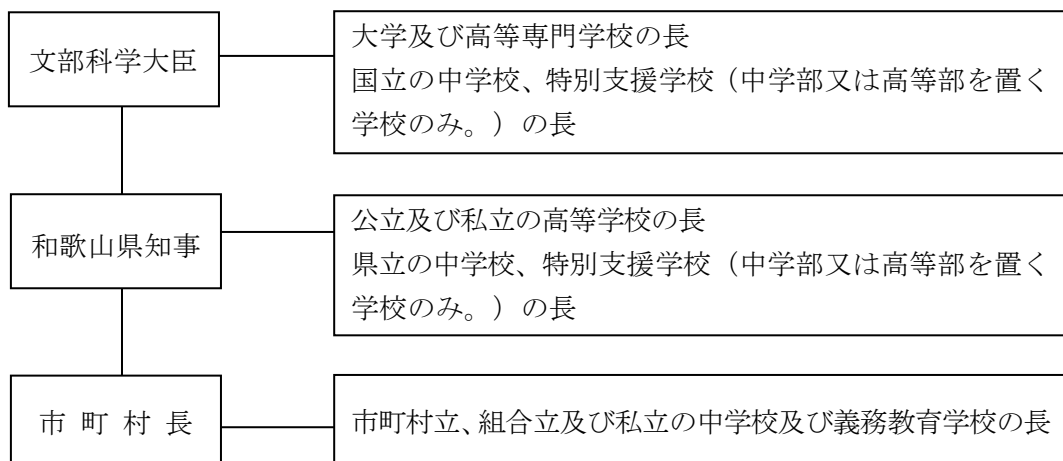 文部科学大臣
大学及び高等専門学校の長
国立の中学校、特別支援学校（中学部又は高等部を置く
学校のみ。）の長
和歌山県知事
公立及び私立の高等学校の長
県立の中学校、特別支援学校（中学部又は高等部を置く
学校のみ。）の長
市 町 村 長
市町村立、組合立及び私立の中学校及び義務教育学校の長